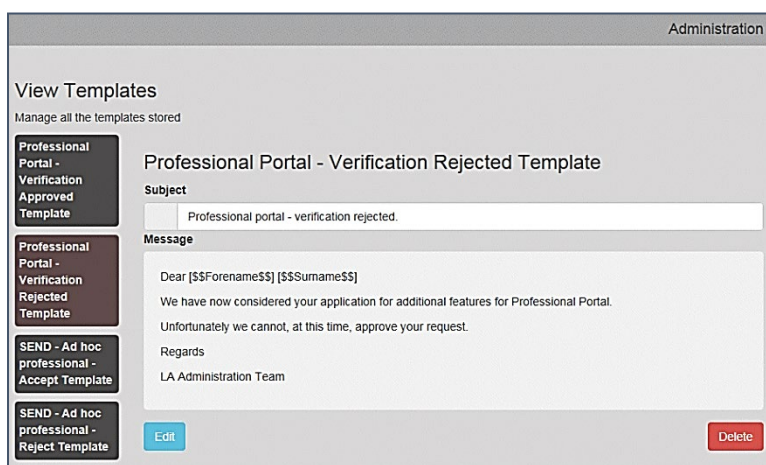 Administration
View Templates
Manage all the templates stored
Professional
Portal -
Verification
Approved
Template
Professional
Portal -
Verification
Rejected
Template
SEND - Ad hoc
professional -
Accept Template
SEND - Ad hoc
professional -
Reject Template
Professional Portal - Verification Rejected Template
Subject
Professional portal - verification rejected.
Message
Dear [$$Forename$$] [$$Surname$$]
We have now considered your application for additional features for Professional Portal.
Unfortunately we cannot, at this time, approve your request.
Regards
LA Administration Team
Edit
Delete